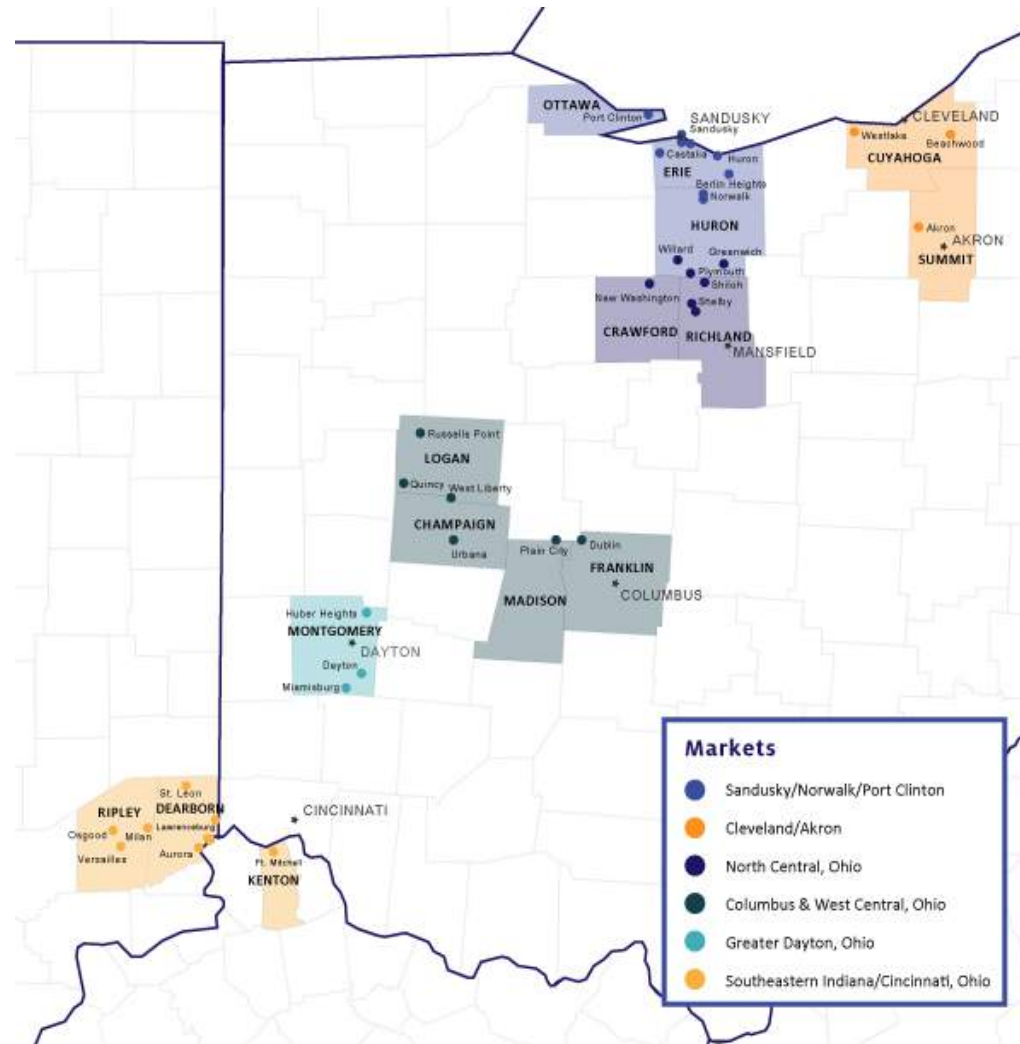 OTTAWA
Port Clinton
SANDUSKY
Sandusky
Castalia
Huron
ERIE
Berlin Heights
Norwalk
HURON
Willard
Greenwich
Plymouth
Shiloh
New Washington
Shelby
CRAWFORD
RICHLAND
MANSFIELD
CLEVELAND
Westlake
Beachwood
CUYAHOGA
Akron
AKRON
SUMMIT
Russells Point
LOGAN
Quincy
West Liberty
CHAMPAIGN
Urbana
Plain City
Dublin
FRANKLIN
MADISON
COLUMBUS
Huber Heights
MONTGOMERY
DAYTON
Dayton
Miamisburg
St. Leon
RIPLEY
DEARBORN
Lawrenceburg
Osgood
Milan
Versailles
Aurora
CINCINNATI
Ft. Mitchell
KENTON
Markets
Sandusky/Norwalk/Port Clinton
Cleveland/Akron
North Central, Ohio
Columbus & West Central, Ohio
Greater Dayton, Ohio
Southeastern Indiana/Cincinnati, Ohio